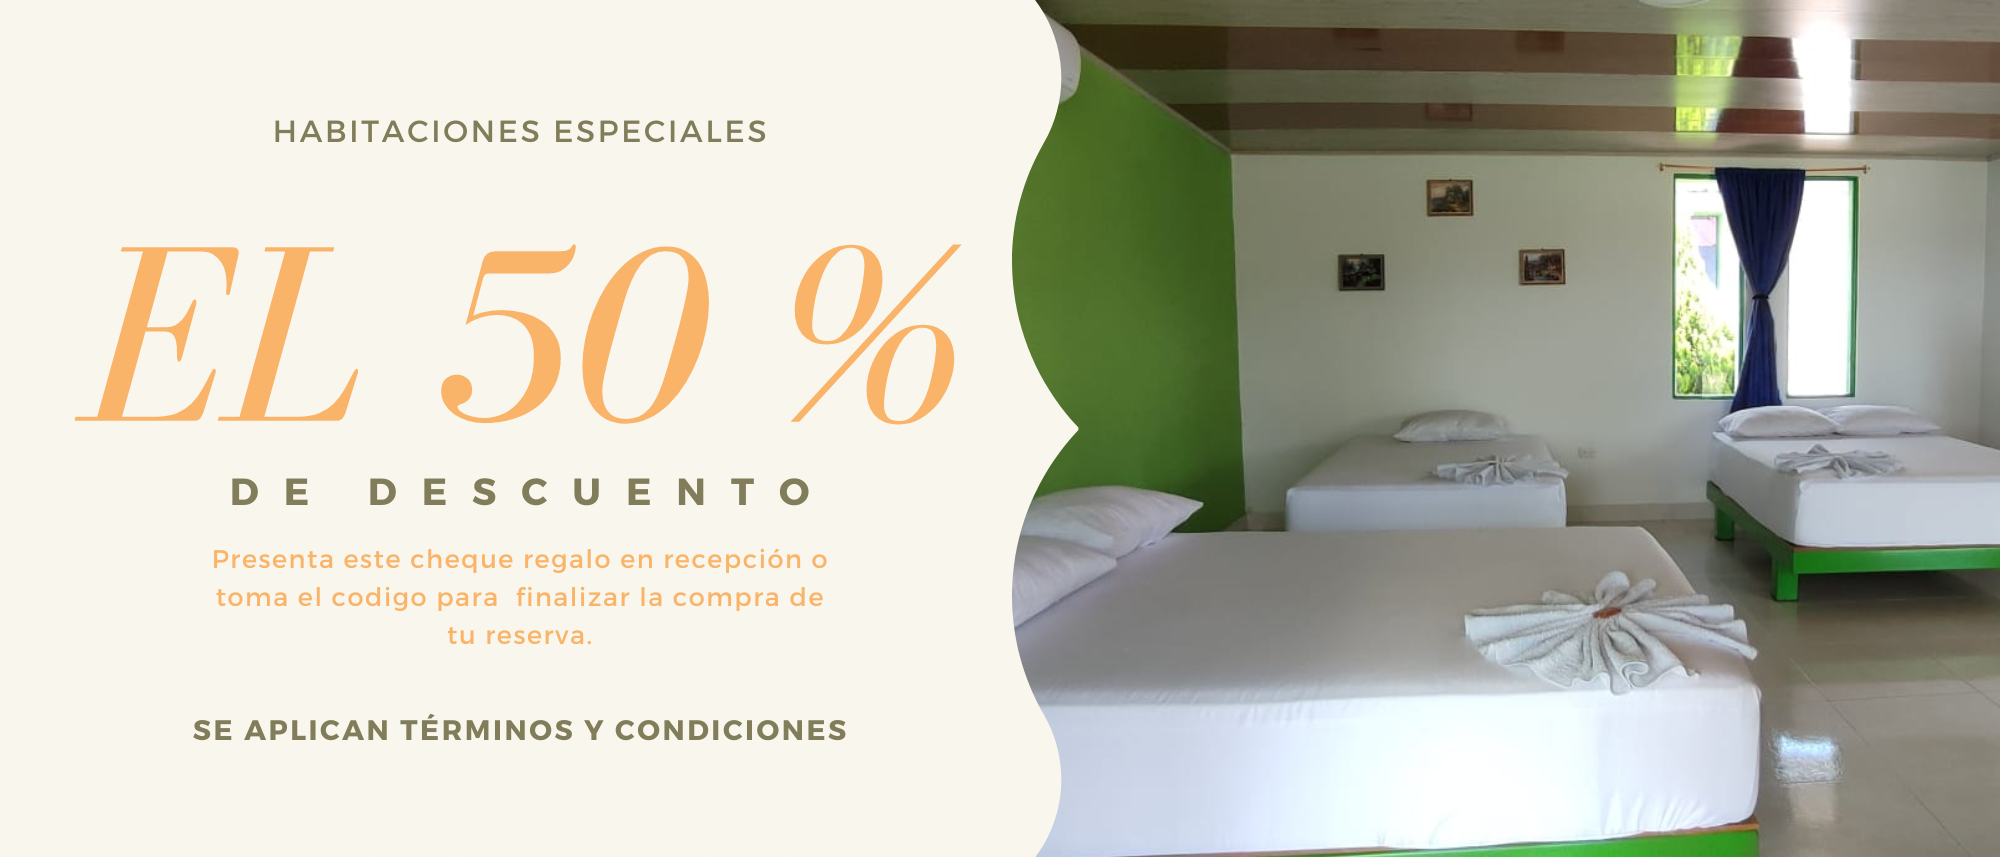 HABITACIONES ESPECIALES
EL 50 %
DE DESCUENTO
Presenta este cheque regalo en recepción o
toma el codigo para  finalizar la compra de
tu reserva.
SE APLICAN TÉRMINOS Y CONDICIONES